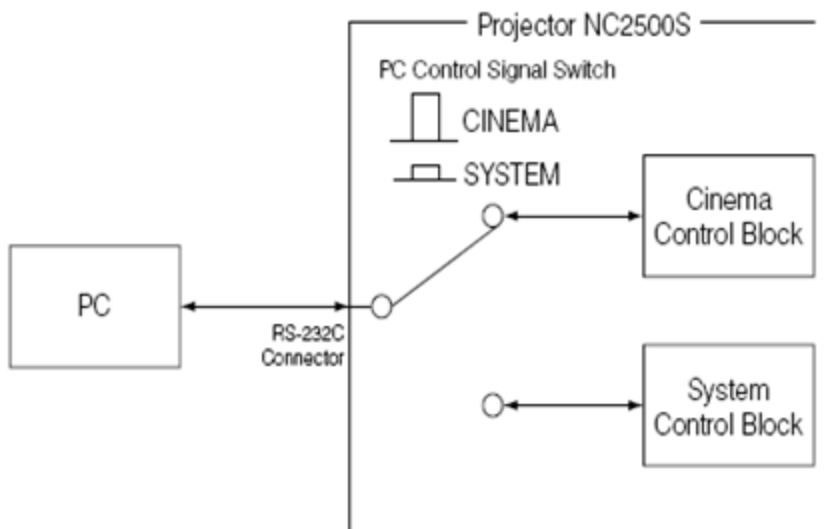 Projector NC2500S
PC Control Signal Switch
CINEMA
SYSTEM
Cinema
Control Block
PC
RS-232C
Connector
System
Control Block